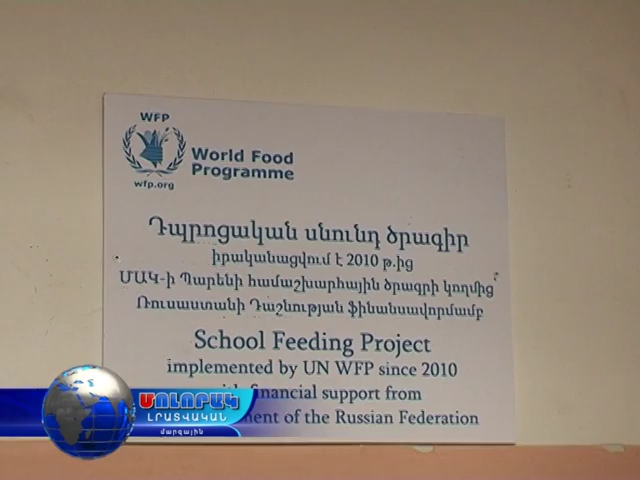 WFP
wfp.org
World Food
Programme
Դպրոցական սնունդ ծրագիր
իրականացվում է 2010 թ.ից
ՄԱԿ-ի Պարենի համաշխարհային ծրագրի կողմից
Ռուսաստանի Դաշնության ֆինանսավորմամբ
School Feeding Project
implemented by UN WFP since 2010
financial support from
of the Russian Federation
ՄՈԼՈՐԱԿ
ԼՐԱՏՎԱԿԱՆ
մարզային